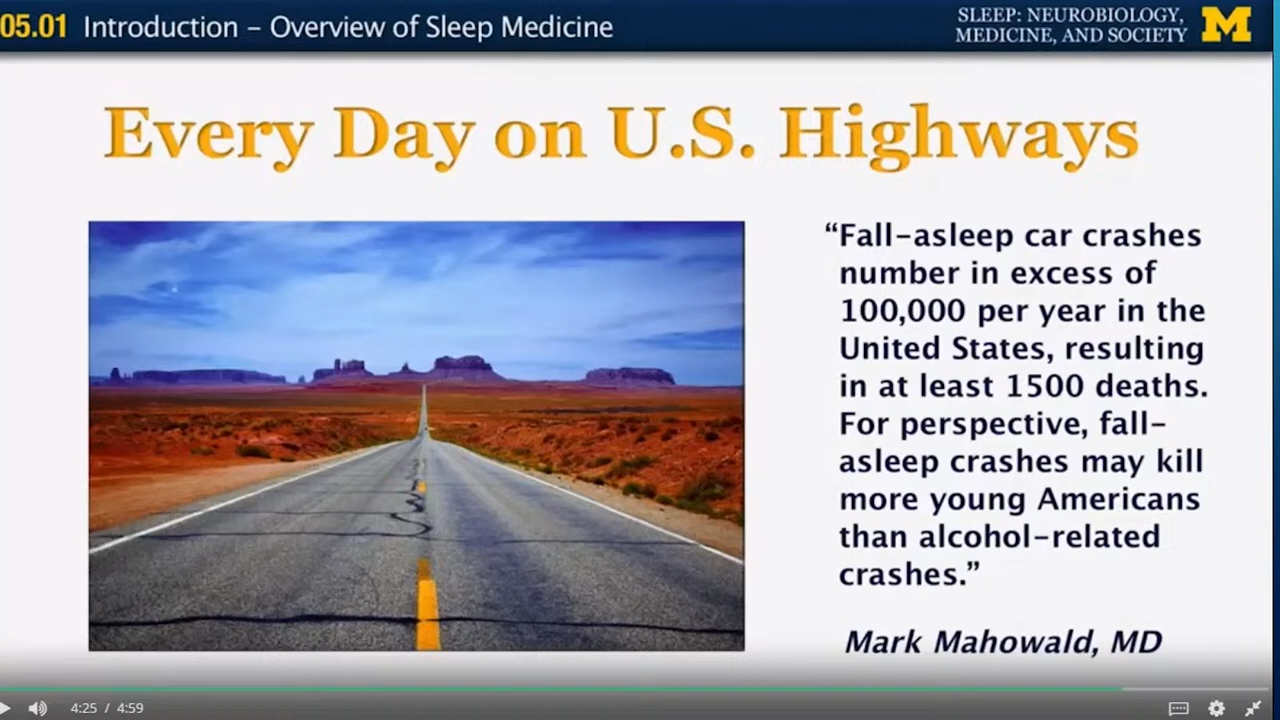 05.01 Introduction – Overview of Sleep Medicine
SLEEP: NEUROBIOLOGY,
MEDICINE, AND SOCIETY
M
Every Day on U.S. Highways
“Fall-asleep car crashes
number in excess of
100,000 per year in the
United States, resulting
in at least 1500 deaths.
For perspective, fall-
asleep crashes may kill
more young Americans
than alcohol-related
crashes.”
Mark Mahowald, MD
4:25 / 4:59